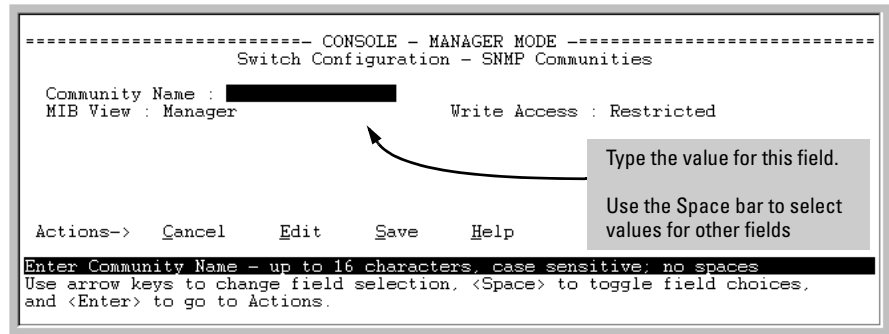 ==========================- CONSOLE - MANAGER MODE -============================
Switch Configuration - SNMP Communities
Community Name :
MIB View : Manager Write Access : Restricted
Type the value for this field.
Use the Space bar to select
values for other fields
Actions-> Cancel Edit Save Help
Enter Community Name - up to 16 characters, case sensitive; no spaces
Use arrow keys to change field selection, <Space> to toggle field choices,
and <Enter> to go to Actions.